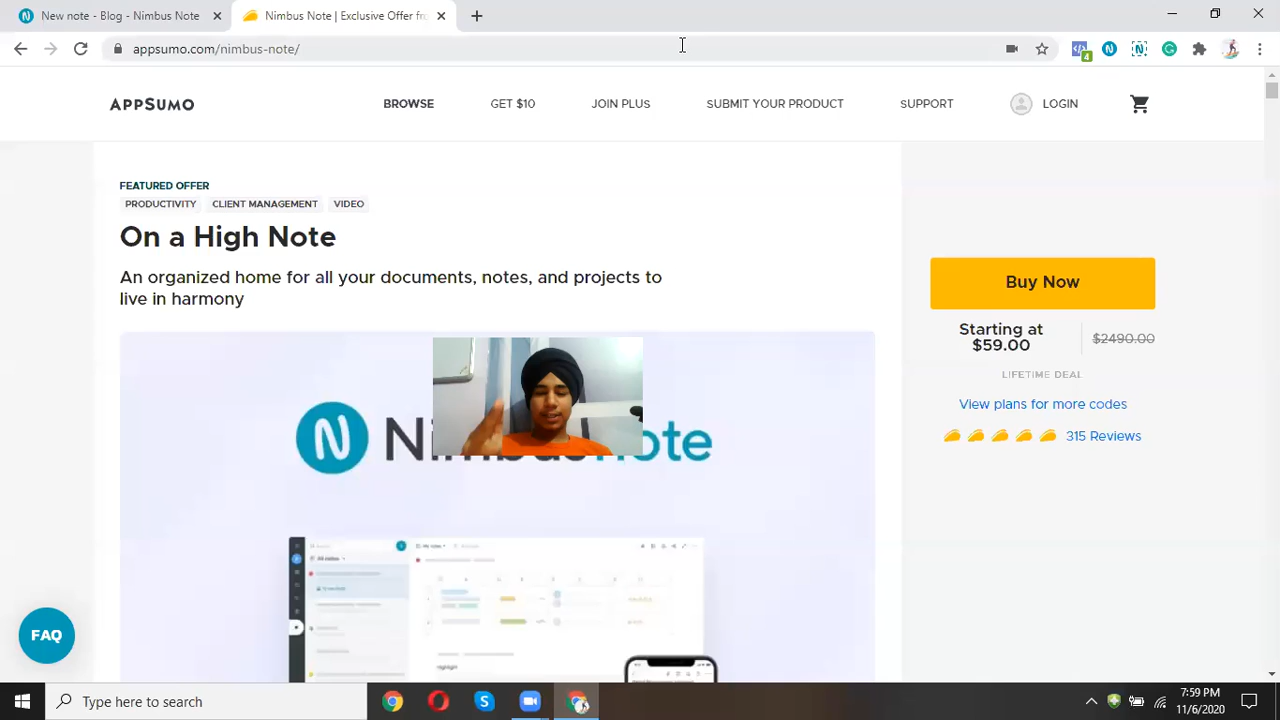 New note - Blog - Nimbus Note
Nimbus Note | Exclusive Offer fr
appsumo.com/nimbus-note/
4
APPSUMO
BROWSE
GET $10
JOIN PLUS
SUBMIT YOUR PRODUCT
SUPPORT
LOGIN
FEATURED OFFER
PRODUCTIVITY
CLIENT MANAGEMENT
VIDEO
On a High Note
An organized home for all your documents, notes, and projects to
live in harmony
Buy Now
Starting at
$59.00
$2490.00
LIFETIME DEAL
View plans for more codes
315 Reviews
FAQ
Type here to search
7:59 PM
11/6/2020